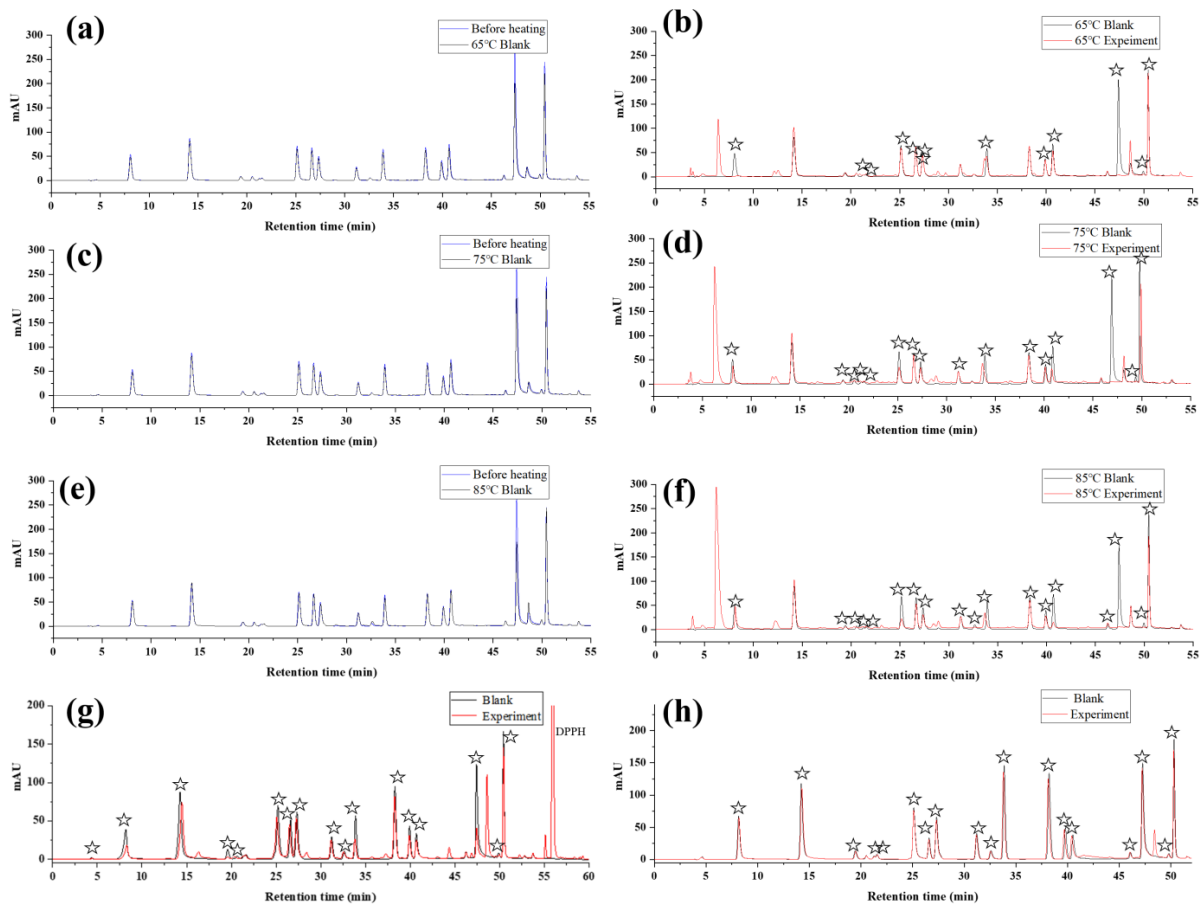 (a)
Before heating
65°C Blank
300
250
200
150
100
50
0
mAU
0 5 10 15 20 25 30 35 40 45 50 55
Retention time (min)
(b)
65°C Blank
65°C Expeiment
300
250
200
150
100
50
0
mAU
0 5 10 15 20 25 30 35 40 45 50 55
Retention time (min)
(c)
Before heating
75°C Blank
300
250
200
150
100
50
0
mAU
0 5 10 15 20 25 30 35 40 45 50 55
Retention time (min)
(d)
75°C Blank
75°C Experiment
300
250
200
150
100
50
0
mAU
0 5 10 15 20 25 30 35 40 45 50 55
Retention time (min)
(e)
Before heating
85°C Blank
300
250
200
150
100
50
0
mAU
0 5 10 15 20 25 30 35 40 45 50 55
Retention time (min)
(f)
85°C Blank
85°C Experiment
300
250
200
150
100
50
0
mAU
0 5 10 15 20 25 30 35 40 45 50 55
Retention time (min)
(g)
Blank
Experiment
DPPH
200
150
100
50
0
mAU
0 5 10 15 20 25 30 35 40 45 50 55 60
Retention time (min)
(h)
Blank
Experiment
200
150
100
50
0
mAU
0 5 10 15 20 25 30 35 40 45 50
Retention time (min)